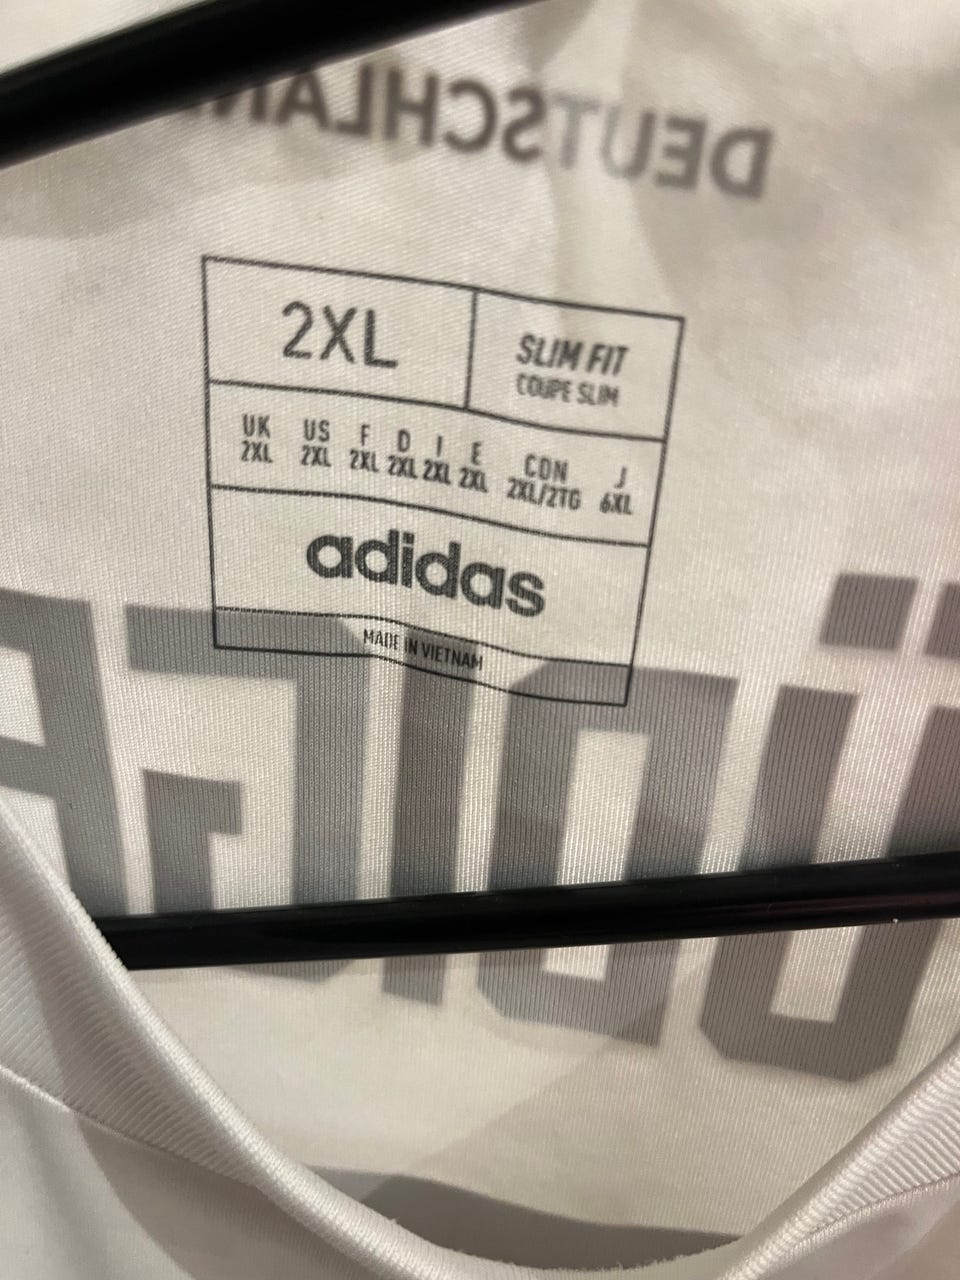 DEUTSCHLAN
2XL
SLIM FIT
COUPE SLIM
UK US F D I E CON J
2XL 2XL 2XL 2XL 2XL 2XL 2XL/2TG 6XL
adidas
MADE IN VIETNAM